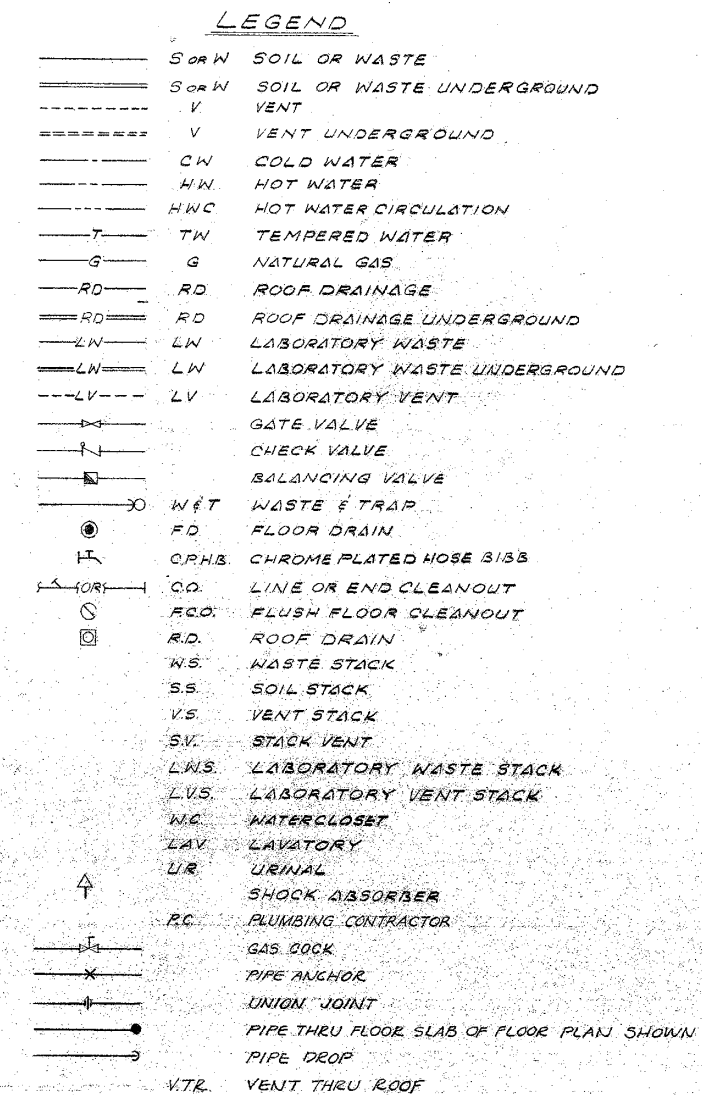 LEGEND
S OR W SOIL OR WASTE
S OR W SOIL OR WASTE UNDERGROUND
V VENT
V VENT UNDERGROUND
CW COLD WATER
HW HOT WATER
HWC HOT WATER CIRCULATION
T TW TEMPERED WATER
G G NATURAL GAS
RD RD ROOF DRAINAGE
RD RD ROOF DRAINAGE UNDERGROUND
LW LW LABORATORY WASTE
LW LW LABORATORY WASTE UNDERGROUND
LV LV LABORATORY VENT
GATE VALVE
CHECK VALVE
BALANCING VALVE
W & T WASTE & TRAP
F.D. FLOOR DRAIN
C.P.H.B. CHROME PLATED HOSE BIBB
OR C.O. LINE OR END CLEANOUT
F.C.O. FLUSH FLOOR CLEANOUT
R.D. ROOF DRAIN
W.S. WASTE STACK
S.S. SOIL STACK
V.S. VENT STACK
S.V. STACK VENT
L.W.S. LABORATORY WASTE STACK
L.V.S. LABORATORY VENT STACK
W.C. WATERCLOSET
LAV LAVATORY
UR URINAL
SHOCK ABSORBER
P.C. PLUMBING CONTRACTOR
GAS COCK
PIPE ANCHOR
UNION JOINT
PIPE THRU FLOOR SLAB OF FLOOR PLAN SHOWN
PIPE DROP
V.T.R. VENT THRU ROOF